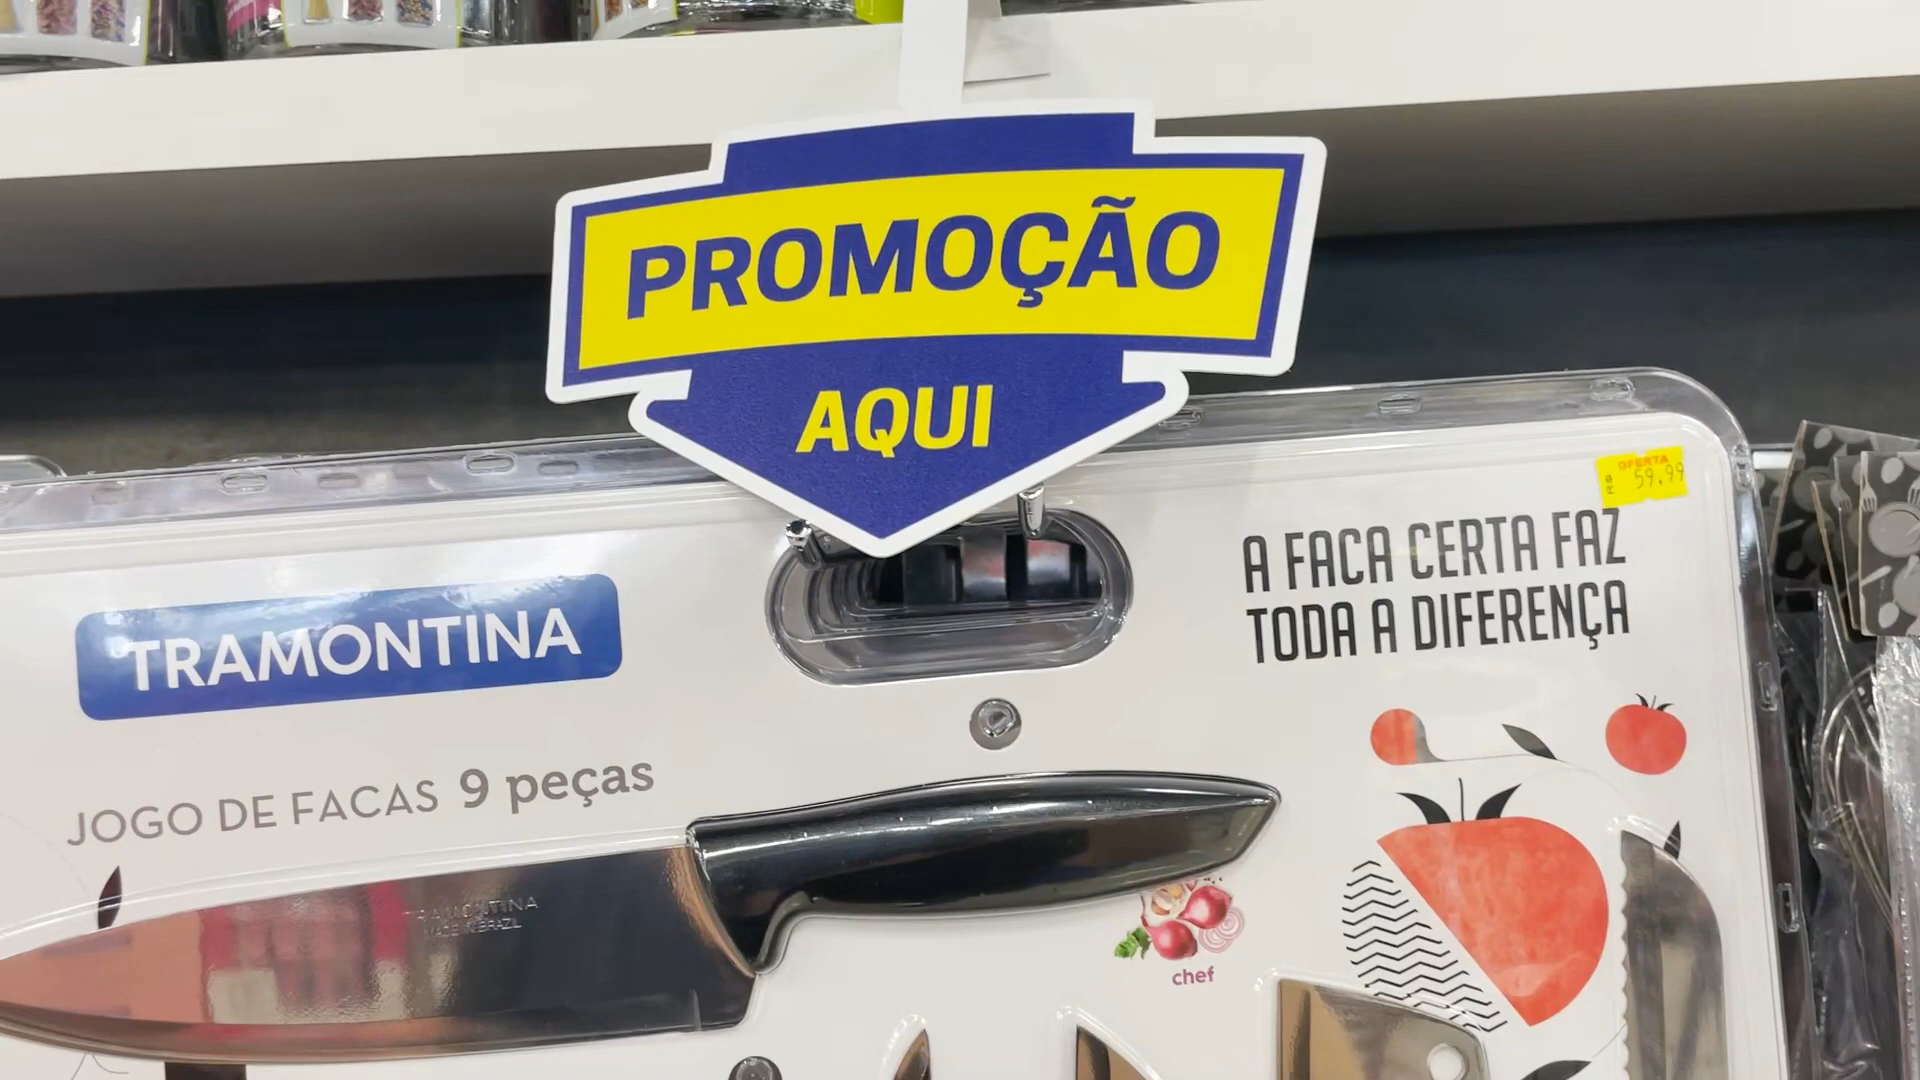 PROMOÇÃO
AQUI
OFERTA
R$ 59,99
TRAMONTINA
A FACA CERTA FAZ
TODA A DIFERENÇA
JOGO DE FACAS 9 peças
TRAMONTINA
MADE IN BRAZIL
chef